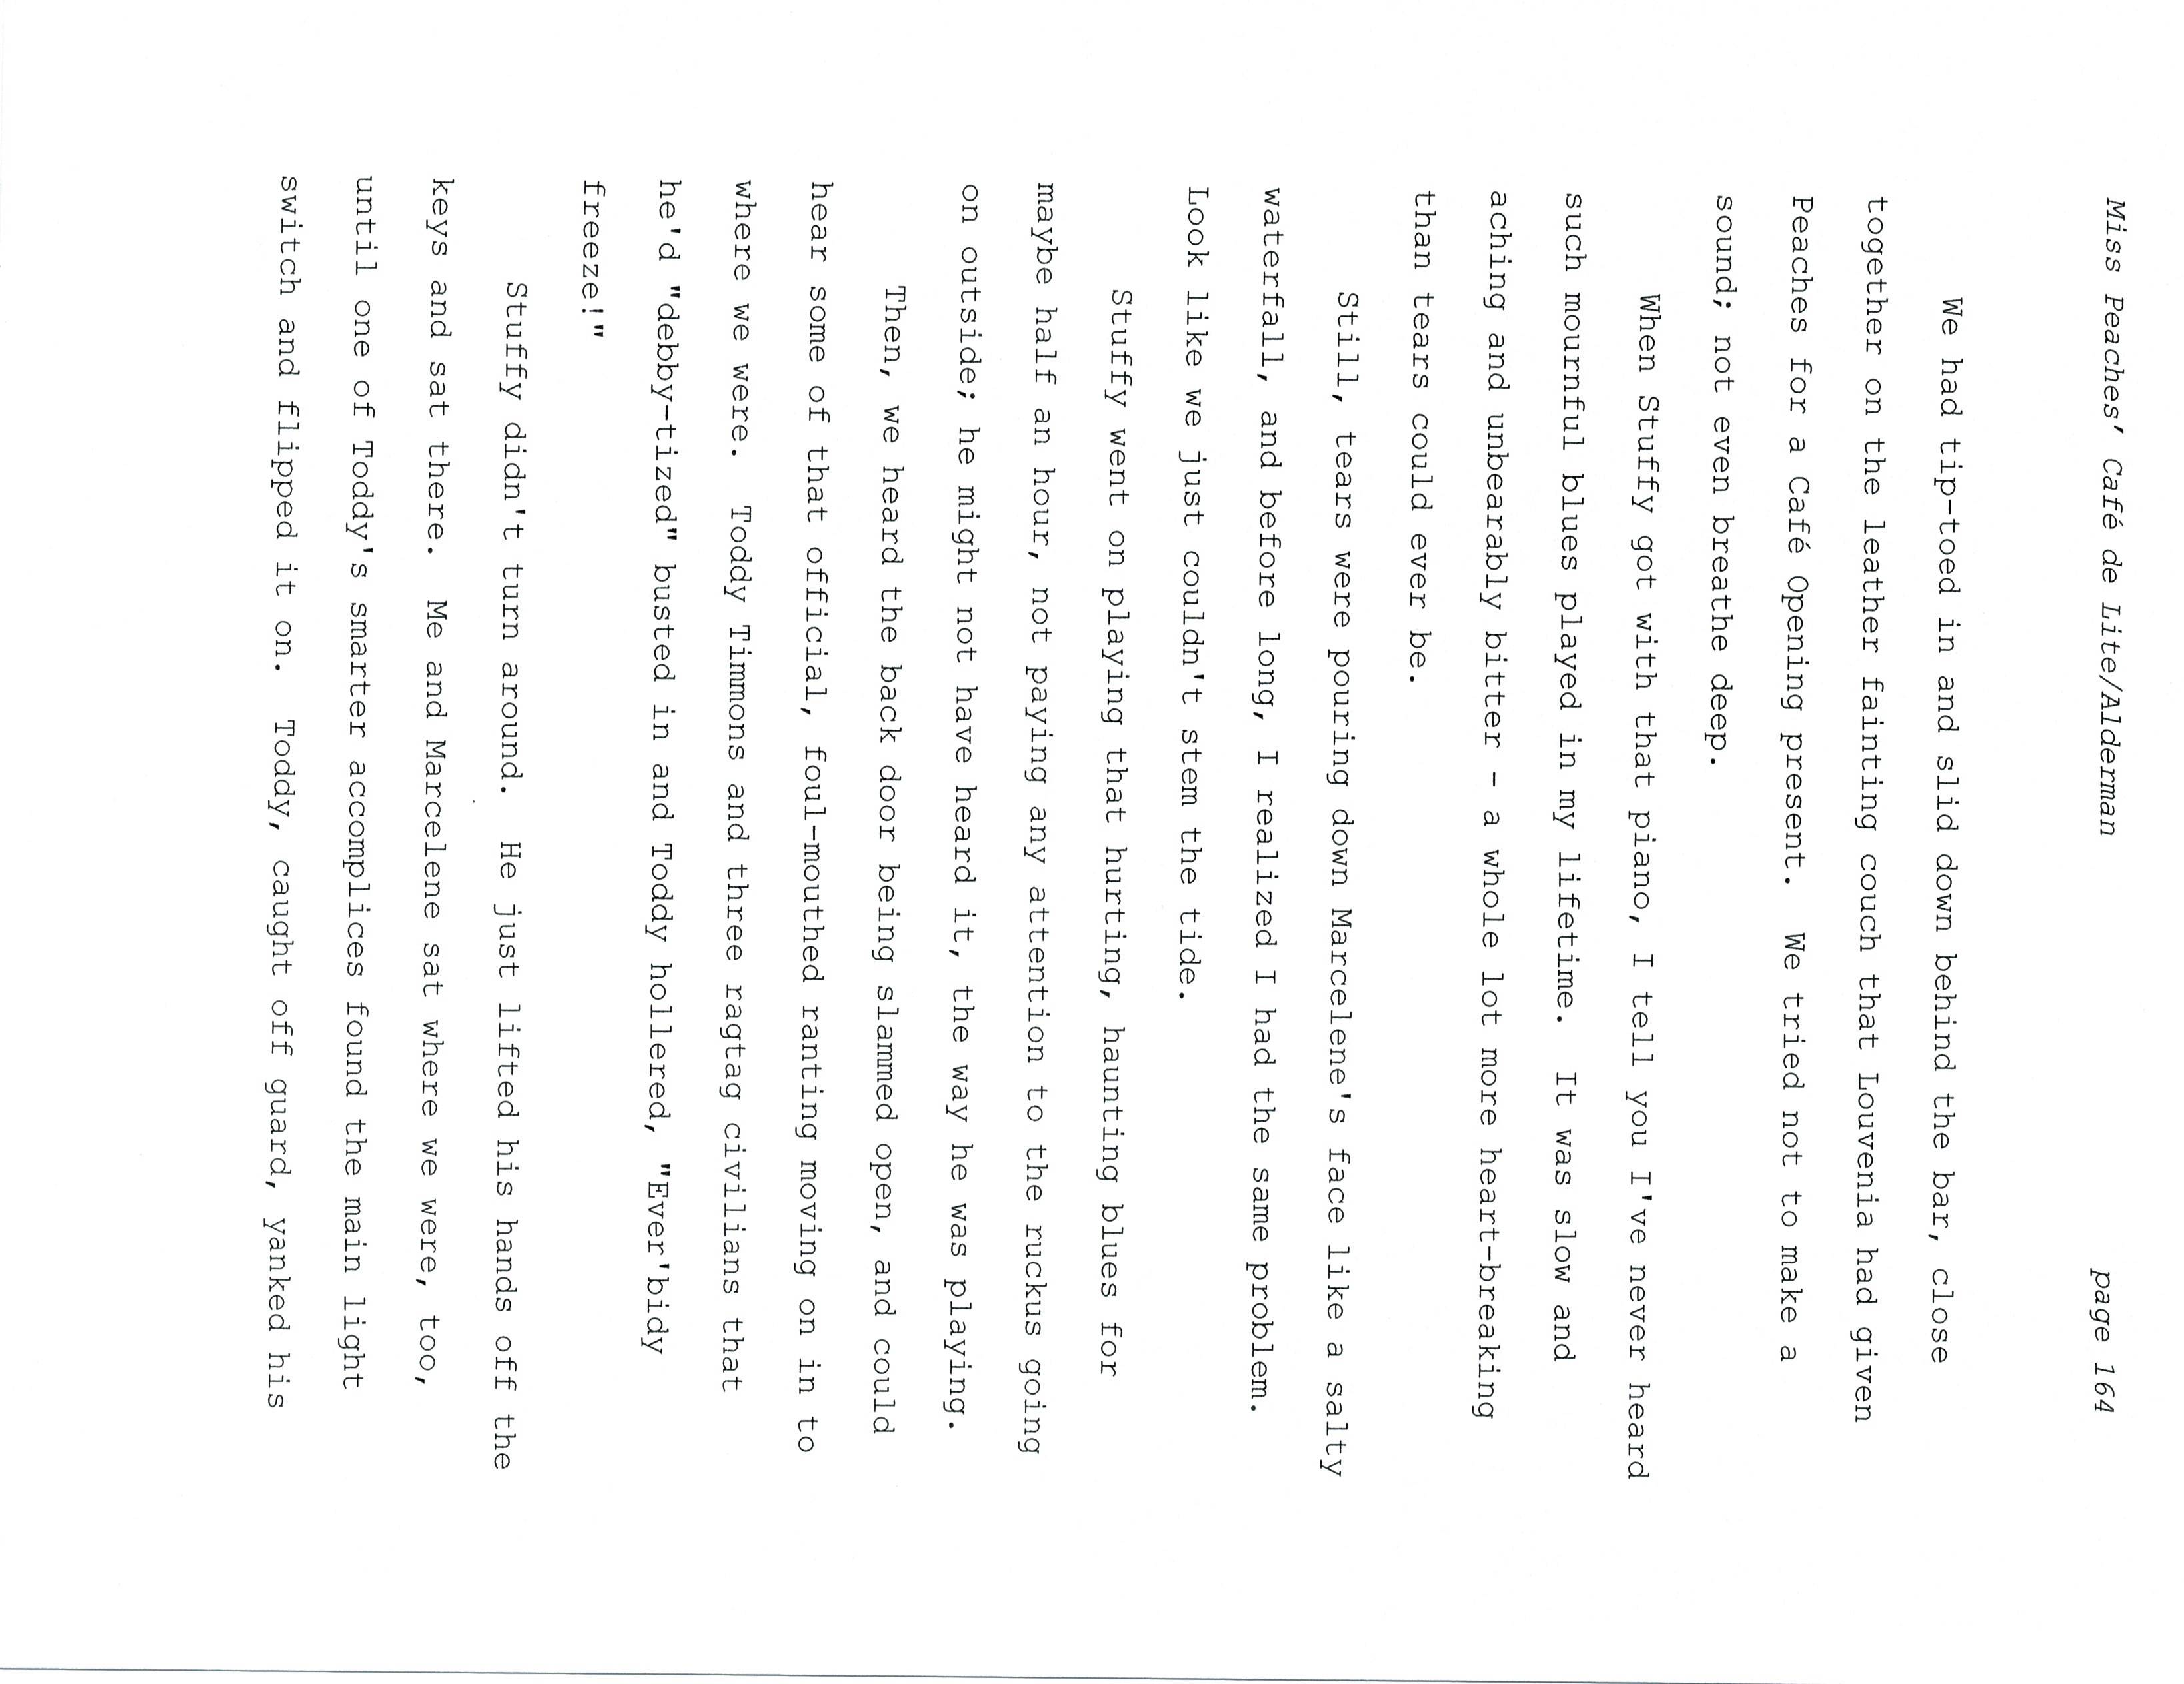 Miss Peaches' Café de Lite/Alderman page 164
We had tip-toed in and slid down behind the bar, close
together on the leather fainting couch that Louvenia had given
Peaches for a Café Opening present.  We tried not to make a
sound; not even breathe deep.
When Stuffy got with that piano, I tell you I've never heard
such mournful blues played in my lifetime.  It was slow and
aching and unbearably bitter - a whole lot more heart-breaking
than tears could ever be.
Still, tears were pouring down Marcelene's face like a salty
waterfall, and before long, I realized I had the same problem.
Look like we just couldn't stem the tide.
Stuffy went on playing that hurting, haunting blues for
maybe half an hour, not paying any attention to the ruckus going
on outside; he might not have heard it, the way he was playing.
Then, we heard the back door being slammed open, and could
hear some of that official, foul-mouthed ranting moving on in to
where we were.  Toddy Timmons and three ragtag civilians that
he'd "debby-tized" busted in and Toddy hollered, "Ever'bidy
freeze!"
Stuffy didn't turn around.  He just lifted his hands off the
keys and sat there.  Me and Marcelene sat where we were, too,
until one of Toddy's smarter accomplices found the main light
switch and flipped it on.  Toddy, caught off guard, yanked his